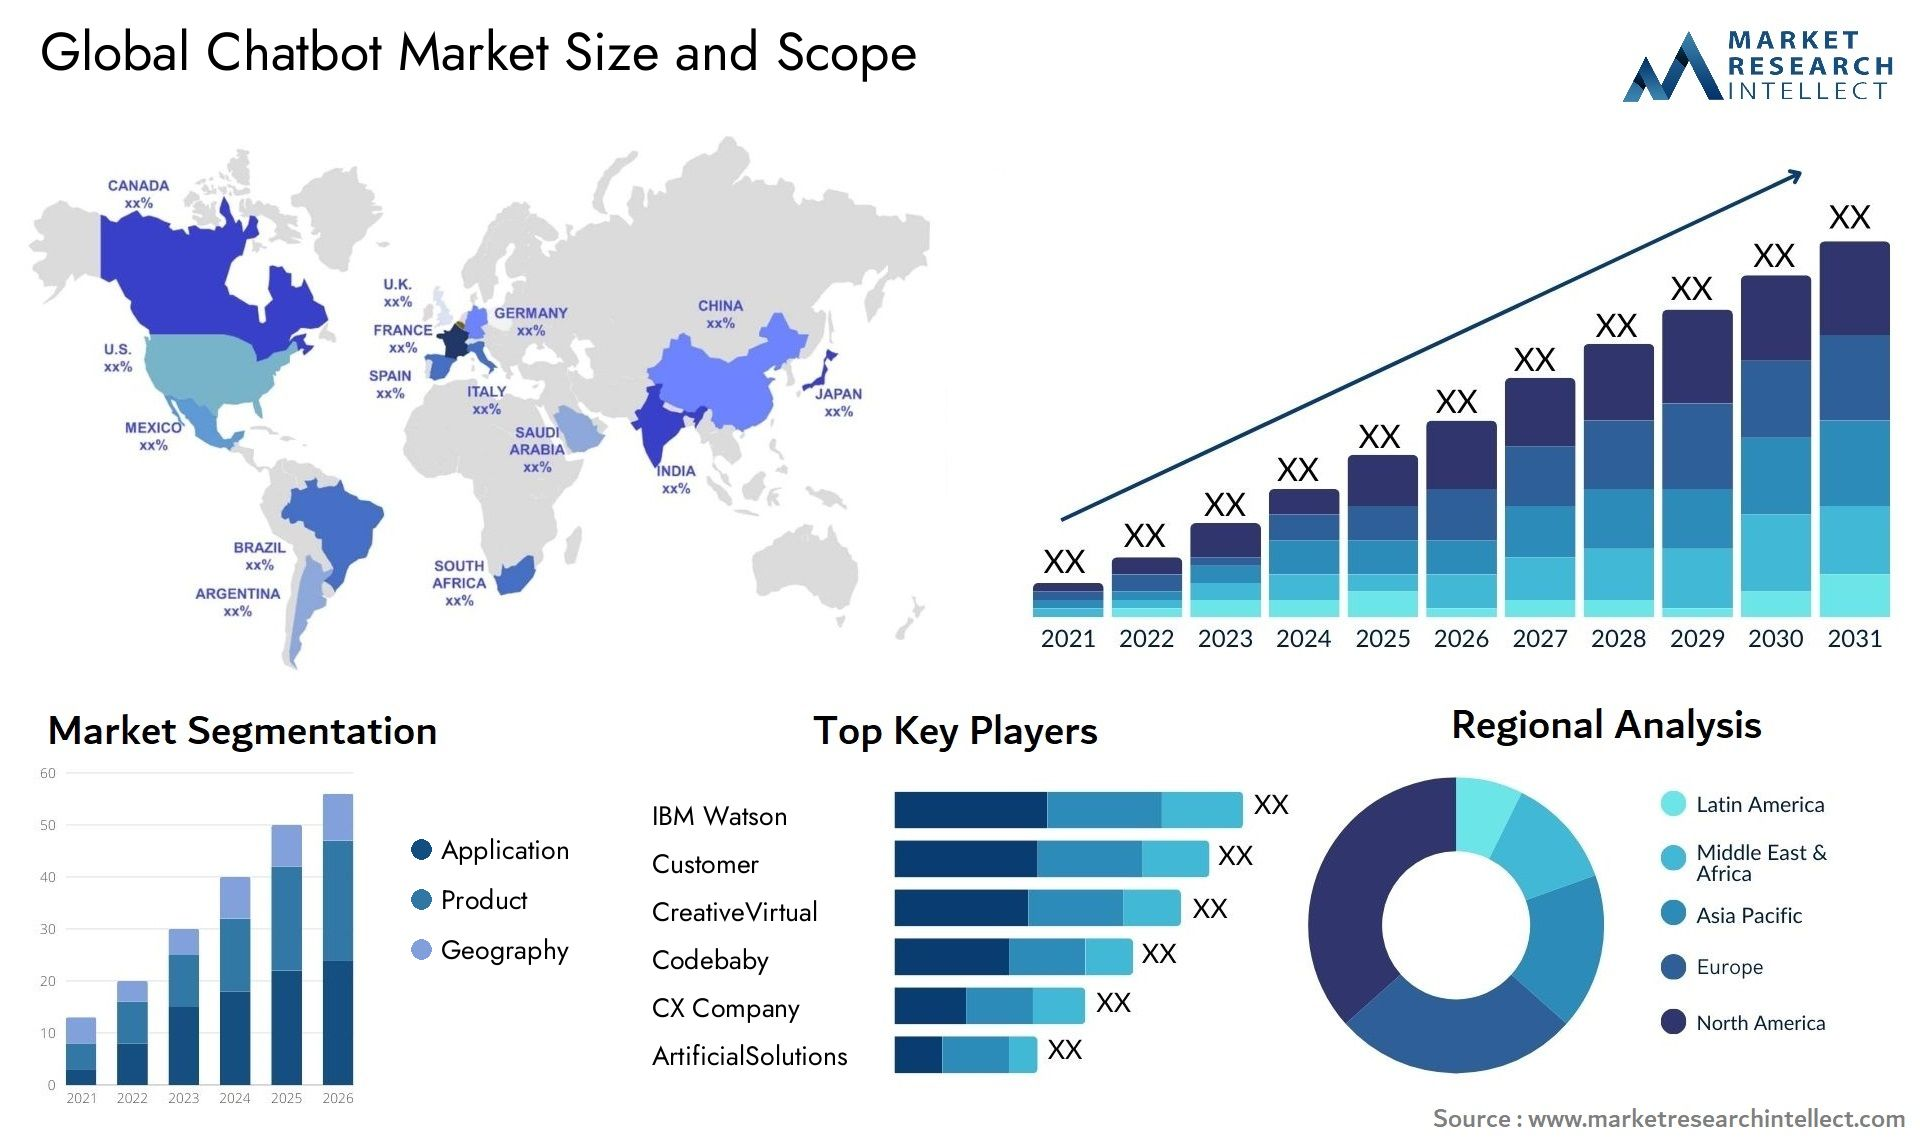 Global Chatbot Market Size and Scope
MARKET
RESEARCH
INTELLECT
CANADA
xx%
U.S.
xx%
MEXICO
xx%
BRAZIL
xx%
ARGENTINA
xx%
U.K.
xx%
FRANCE
xx%
SPAIN
xx%
GERMANY
xx%
ITALY
xx%
SAUDI
ARABIA
xx%
SOUTH
AFRICA
xx%
CHINA
xx%
JAPAN
xx%
INDIA
xx%
XX
XX
XX
XX
XX
XX
XX
XX
XX
XX
XX
2021 2022 2023 2024 2025 2026 2027 2028 2029 2030 2031
Market Segmentation
60
50
40
30
20
10
0
2021 2022 2023 2024 2025 2026
Application
Product
Geography
Top Key Players
IBM Watson XX
Customer XX
CreativeVirtual XX
Codebaby XX
CX Company XX
ArtificialSolutions XX
Regional Analysis
Latin America
Middle East &
Africa
Asia Pacific
Europe
North America
Source : www.marketresearchintellect.com